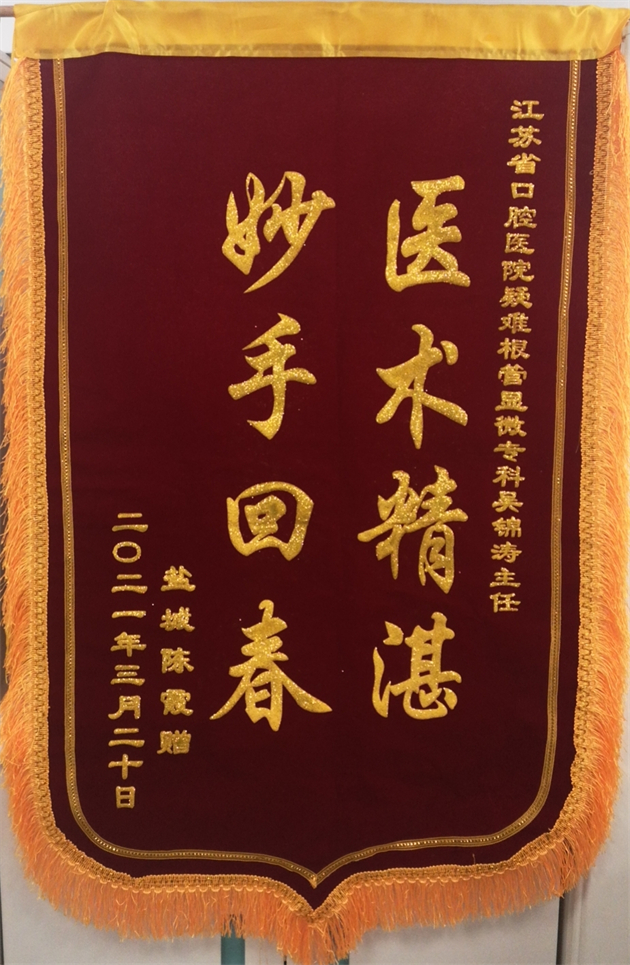 江苏省口腔医院疑难根管显微专科吴锦涛主任
医术精湛
妙手回春
盐城陈霞赠
二〇二一年三月二十日